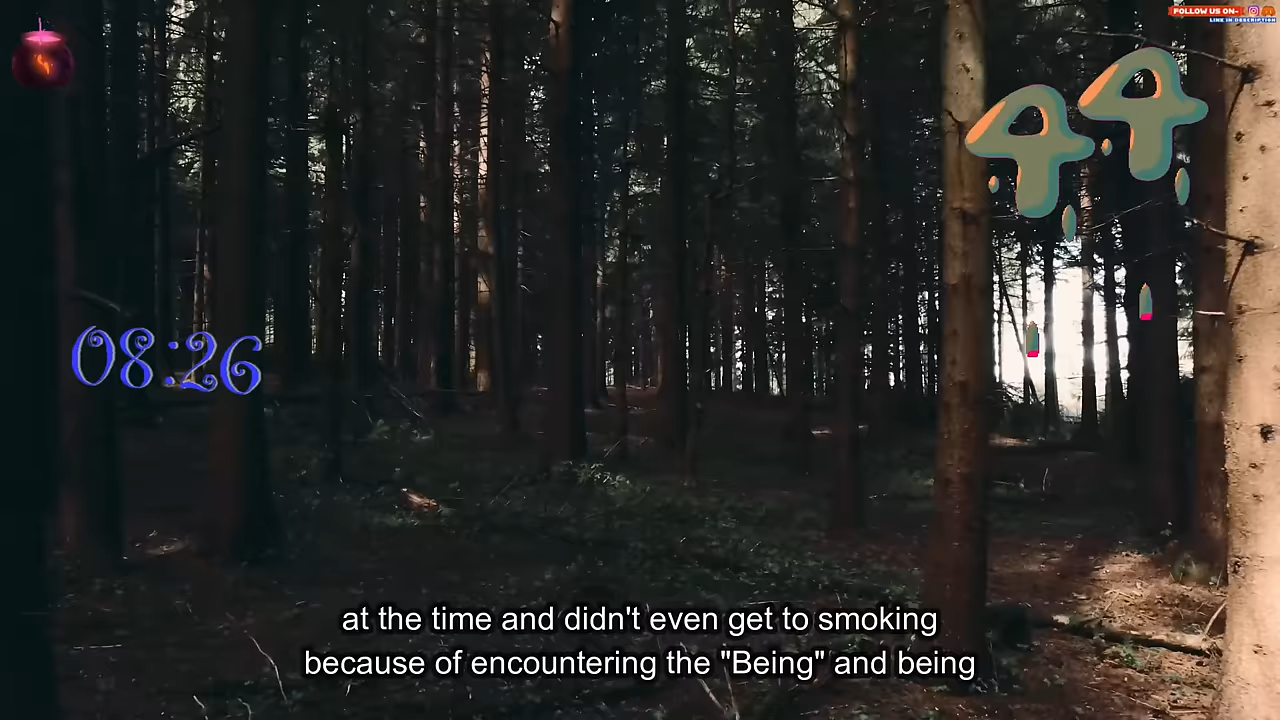 FOLLOW US ON-
LINK IN DESCRIPTION
44
08:26
at the time and didn't even get to smoking
because of encountering the "Being" and being